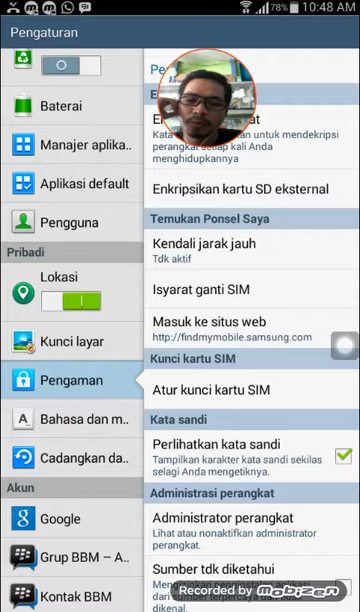 78% 10:48 AM
Pengaturan
Baterai
Manajer aplika..
Aplikasi default
Pengguna
Pribadi
Lokasi
Kunci layar
Pengaman
Bahasa dan m..
Cadangkan da..
Akun
Google
Grup BBM – A..
Kontak BBM
Kata
untuk mendekripsi
perangkat setiap kali Anda
menghidupkannya
Enkripsikan kartu SD eksternal
Temukan Ponsel Saya
Kendali jarak jauh
Tdk aktif
Isyarat ganti SIM
Masuk ke situs web
http://findmymobile.samsung.com
Kunci kartu SIM
Atur kunci kartu SIM
Kata sandi
Perlihatkan kata sandi
Tampilkan karakter kata sandi sekilas
selagi Anda mengetiknya.
Administrasi perangkat
Administrator perangkat
Lihat atau nonaktifkan administrator
perangkat.
Sumber tdk diketahui
dikenal.
Recorded by MOBIZEN